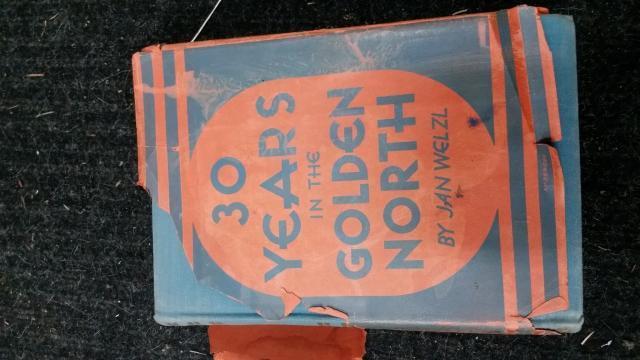 30
YEARS
IN THE
GOLDEN
NORTH
BY JAN WELZL